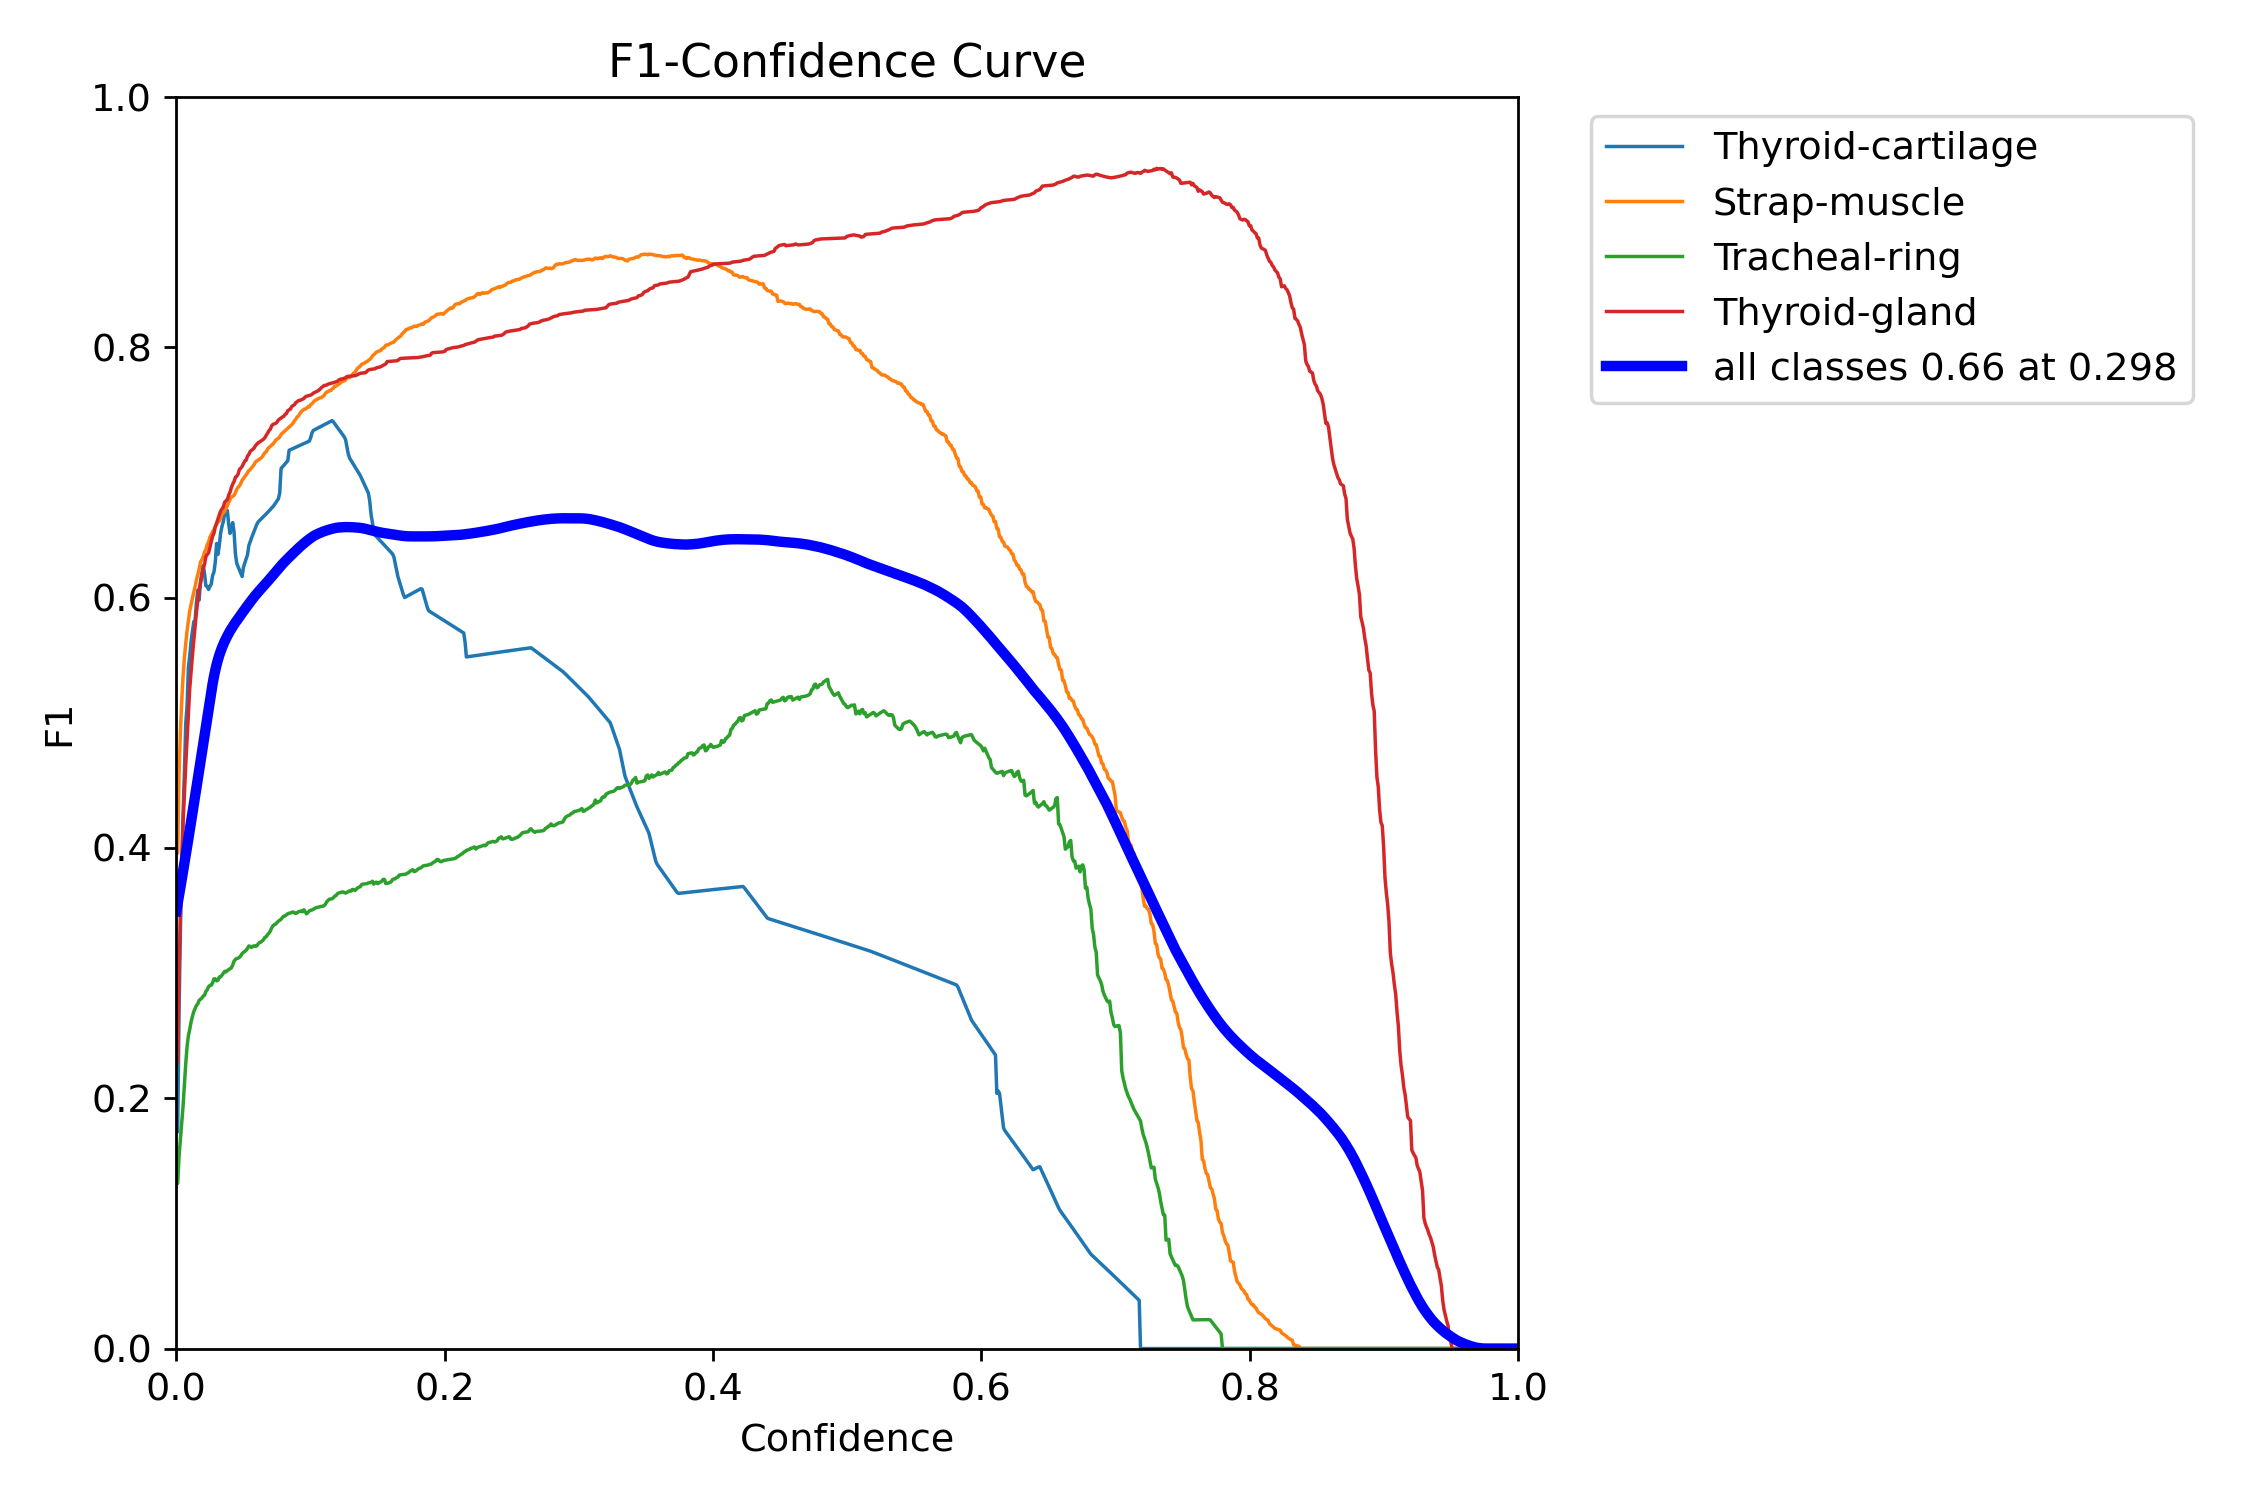 F1-Confidence Curve
1.0
0.8
0.6
0.4
0.2
0.0
F1
0.0 0.2 0.4 0.6 0.8 1.0
Confidence
Thyroid-cartilage
Strap-muscle
Tracheal-ring
Thyroid-gland
all classes 0.66 at 0.298